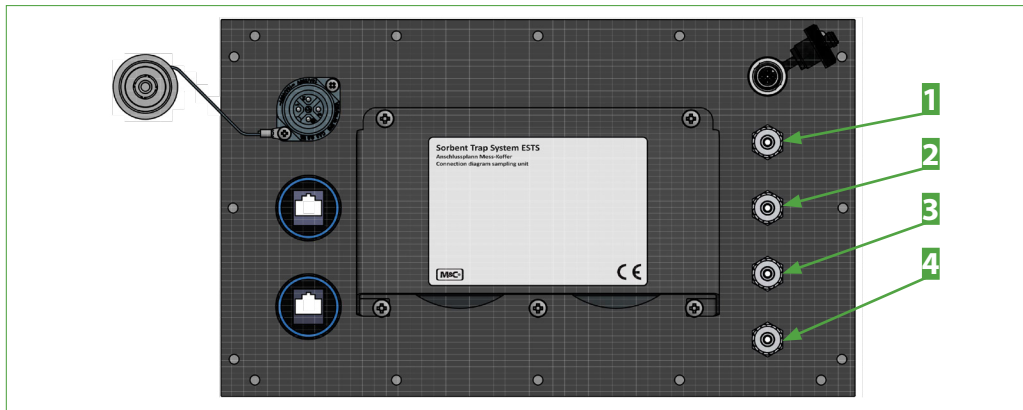 1
2
3
4
Sorbent Trap System ESTS
Anschlussplann Mess-Koffer
Connection diagram sampling unit
M&C
CE